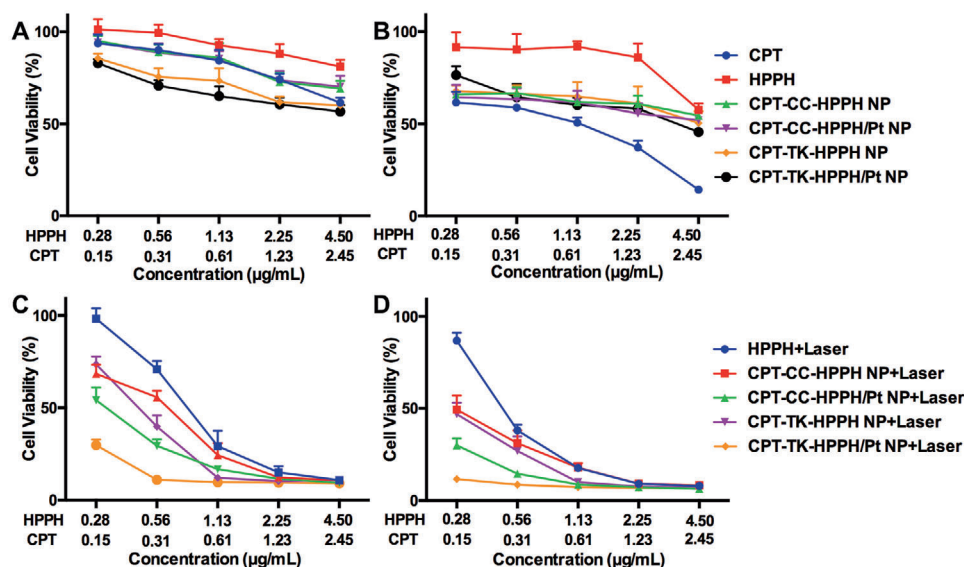 A
Cell Viability (%)
100
50
0
HPPH 0.28 0.56 1.13 2.25 4.50
CPT 0.15 0.31 0.61 1.23 2.45
Concentration (μg/mL)
B
Cell Viability (%)
100
50
0
0.28 0.56 1.13 2.25 4.50
0.15 0.31 0.61 1.23 2.45
Concentration (μg/mL)
CPT
HPPH
CPT-CC-HPPH NP
CPT-CC-HPPH/Pt NP
CPT-TK-HPPH NP
CPT-TK-HPPH/Pt NP
C
Cell Viability (%)
100
50
0
HPPH 0.28 0.56 1.13 2.25 4.50
CPT 0.15 0.31 0.61 1.23 2.45
Concentration (μg/mL)
D
Cell Viability (%)
100
50
0
0.28 0.56 1.13 2.25 4.50
0.15 0.31 0.61 1.23 2.45
Concentration (μg/mL)
HPPH+Laser
CPT-CC-HPPH NP+Laser
CPT-CC-HPPH/Pt NP+Laser
CPT-TK-HPPH NP+Laser
CPT-TK-HPPH/Pt NP+Laser